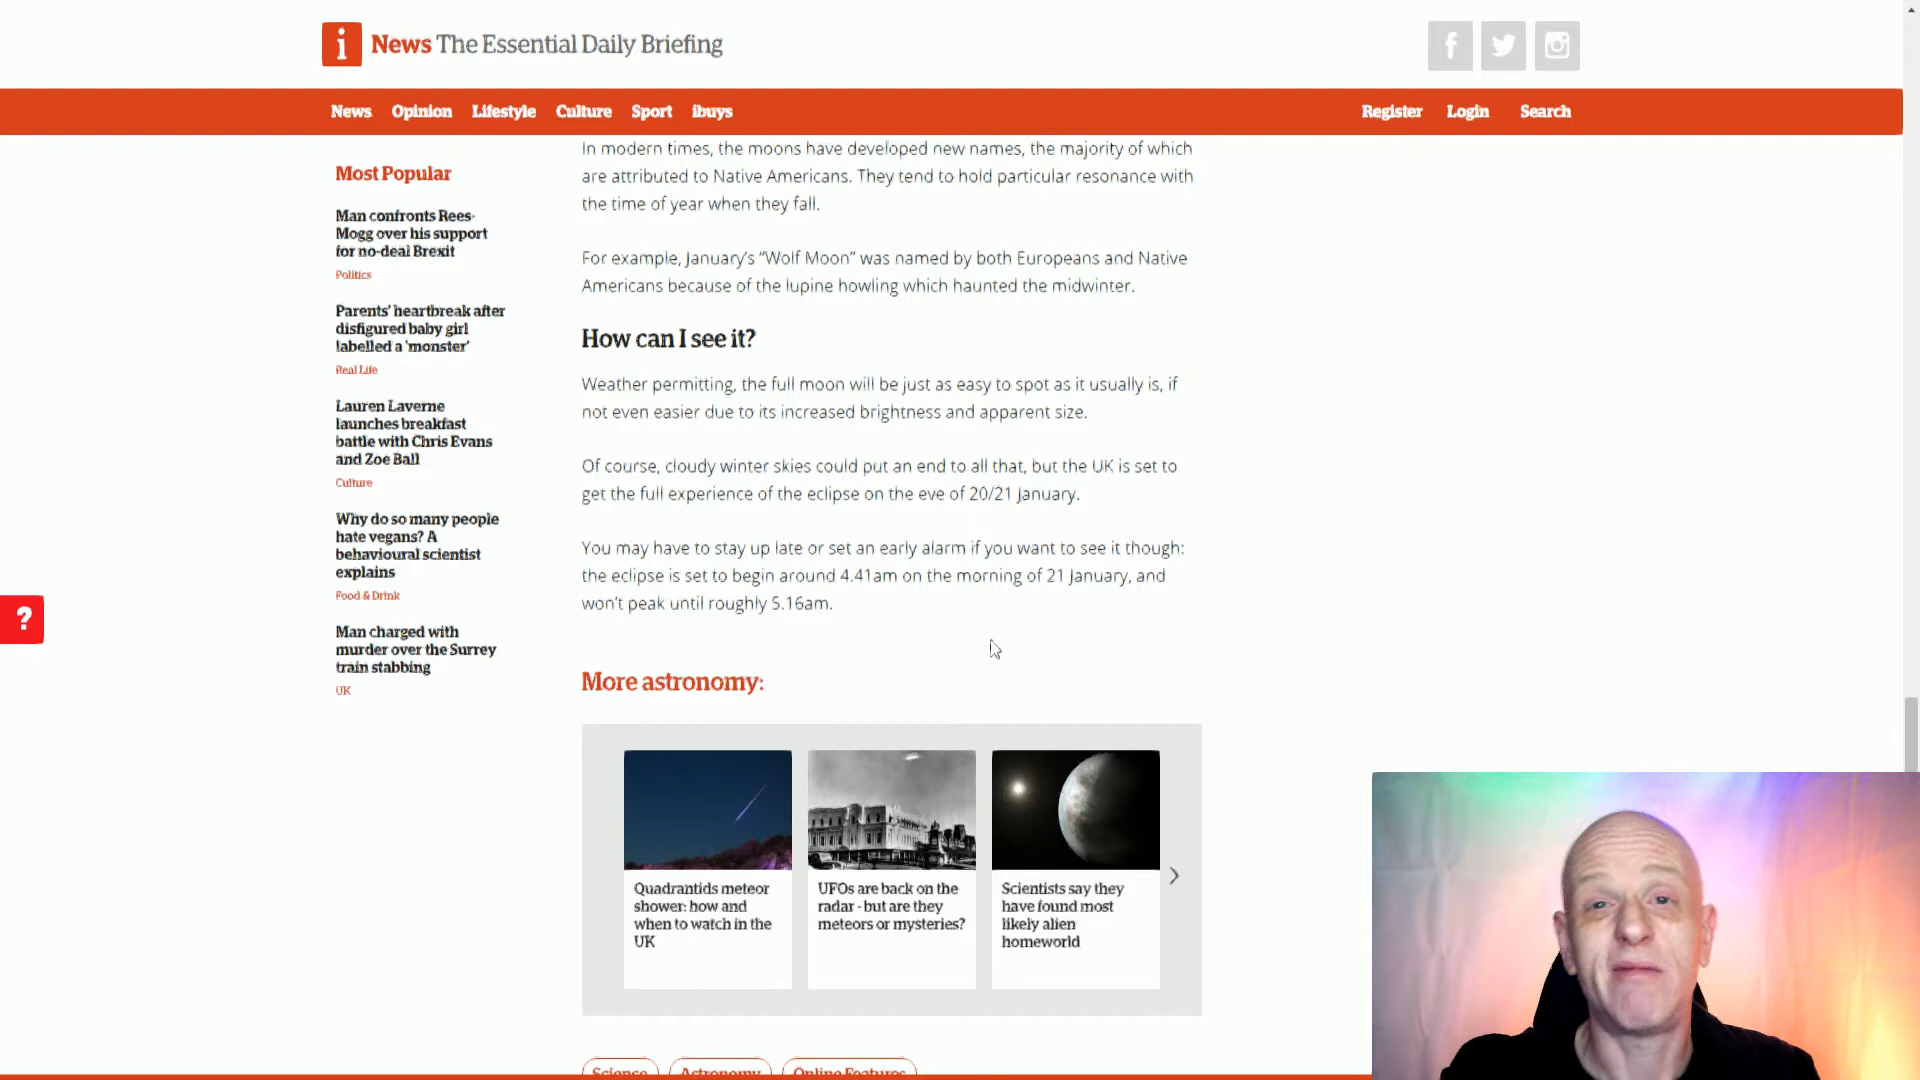 i News The Essential Daily Briefing
f
News Opinion Lifestyle Culture Sport ibuys Register Login Search
Most Popular
Man confronts Rees-
Mogg over his support
for no-deal Brexit
Politics
Parents' heartbreak after
disfigured baby girl
labelled a 'monster'
Real Life
Lauren Laverne
launches breakfast
battle with Chris Evans
and Zoe Ball
Culture
Why do so many people
hate vegans? A
behavioural scientist
explains
Food & Drink
Man charged with
murder over the Surrey
train stabbing
UK
?
In modern times, the moons have developed new names, the majority of which
are attributed to Native Americans. They tend to hold particular resonance with
the time of year when they fall.
For example, January's “Wolf Moon” was named by both Europeans and Native
Americans because of the lupine howling which haunted the midwinter.
How can I see it?
Weather permitting, the full moon will be just as easy to spot as it usually is, if
not even easier due to its increased brightness and apparent size.
Of course, cloudy winter skies could put an end to all that, but the UK is set to
get the full experience of the eclipse on the eve of 20/21 January.
You may have to stay up late or set an early alarm if you want to see it though:
the eclipse is set to begin around 4.41am on the morning of 21 January, and
won't peak until roughly 5.16am.
More astronomy:
Quadrantids meteor
shower: how and
when to watch in the
UK
UFOs are back on the
radar - but are they
meteors or mysteries?
Scientists say they
have found most
likely alien
homeworld
Science Astronomy Online Features